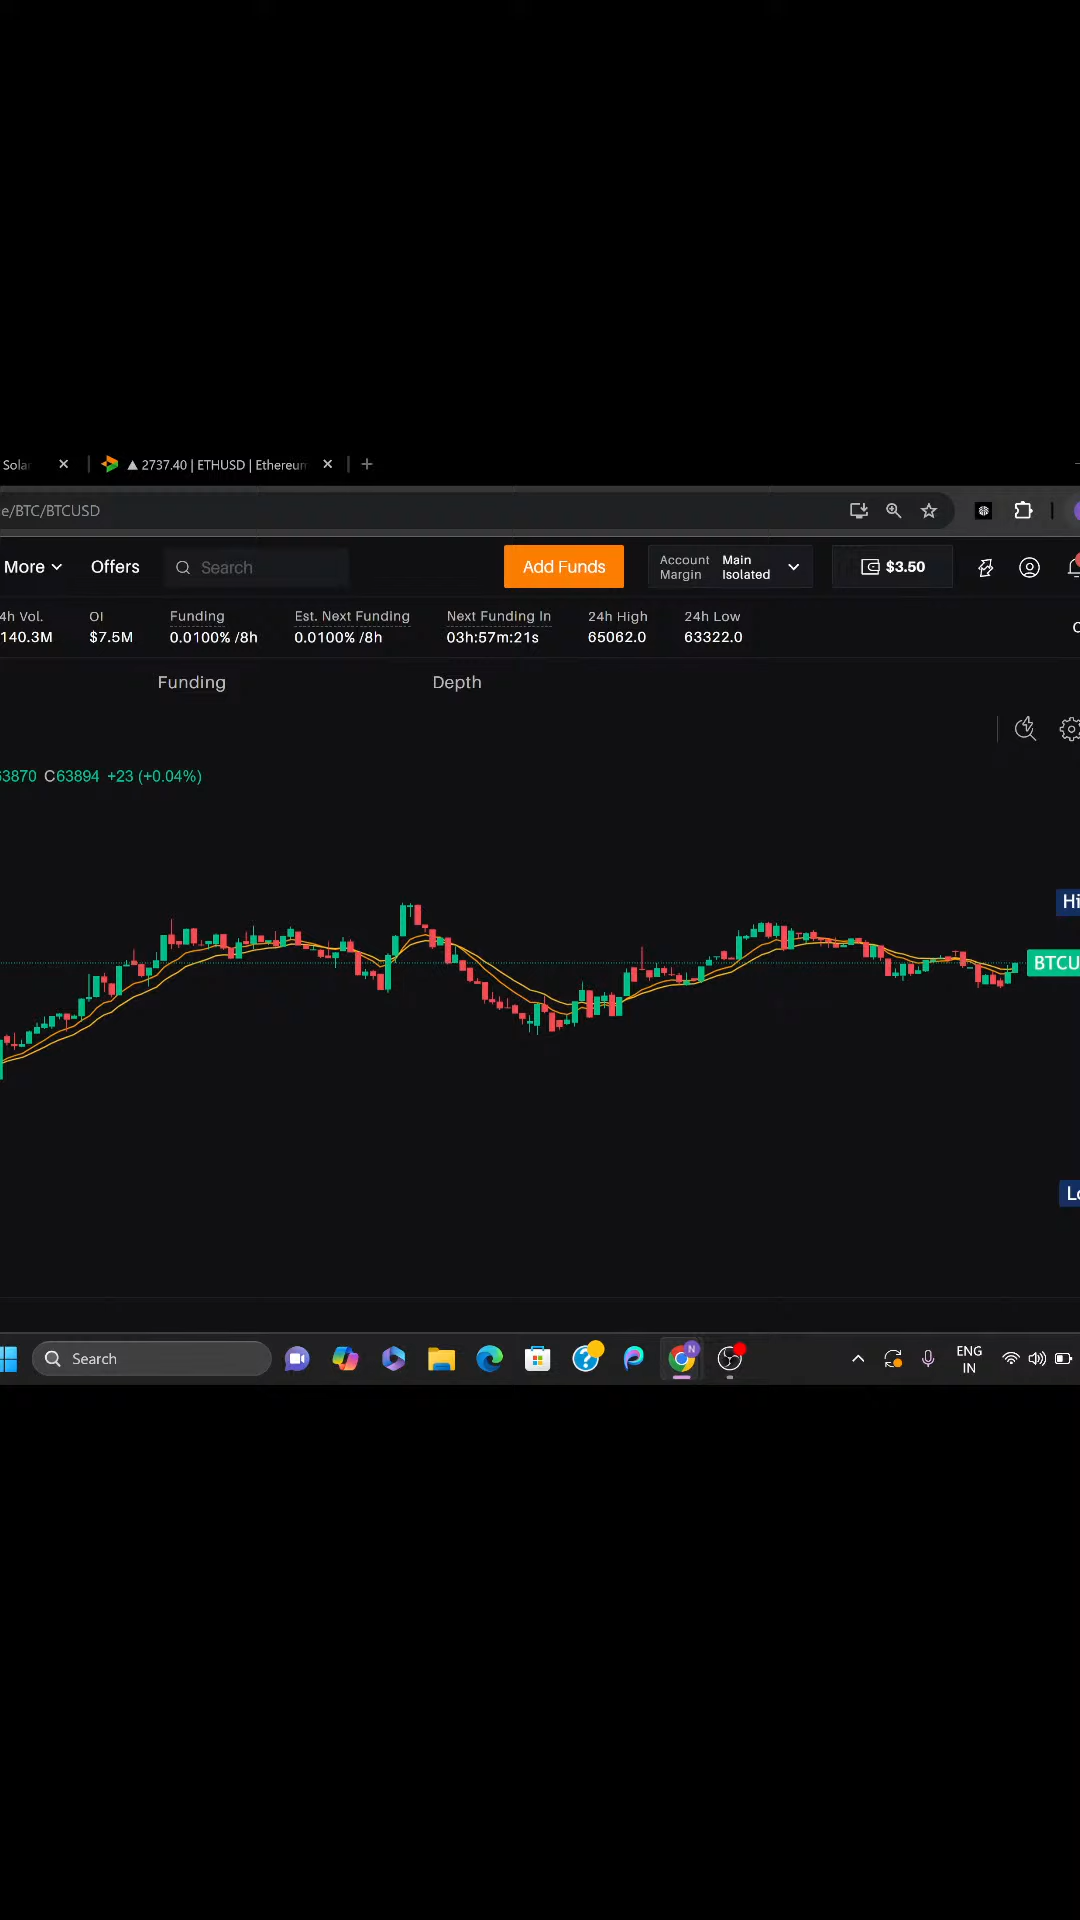 Sola
2737.40 | ETHUSD | Ethereum
e/BTC/BTCUSD
More Offers Search Add Funds Account Margin Main Isolated $3.50
4h Vol. OI Funding Est. Next Funding Next Funding In 24h High 24h Low
140.3M $7.5M 0.0100% /8h 0.0100% /8h 03h:57m:21s 65062.0 63322.0
Funding Depth
63870 C63894 +23 (+0.04%)
Hi
BTCU
Lo
Search ENG
IN